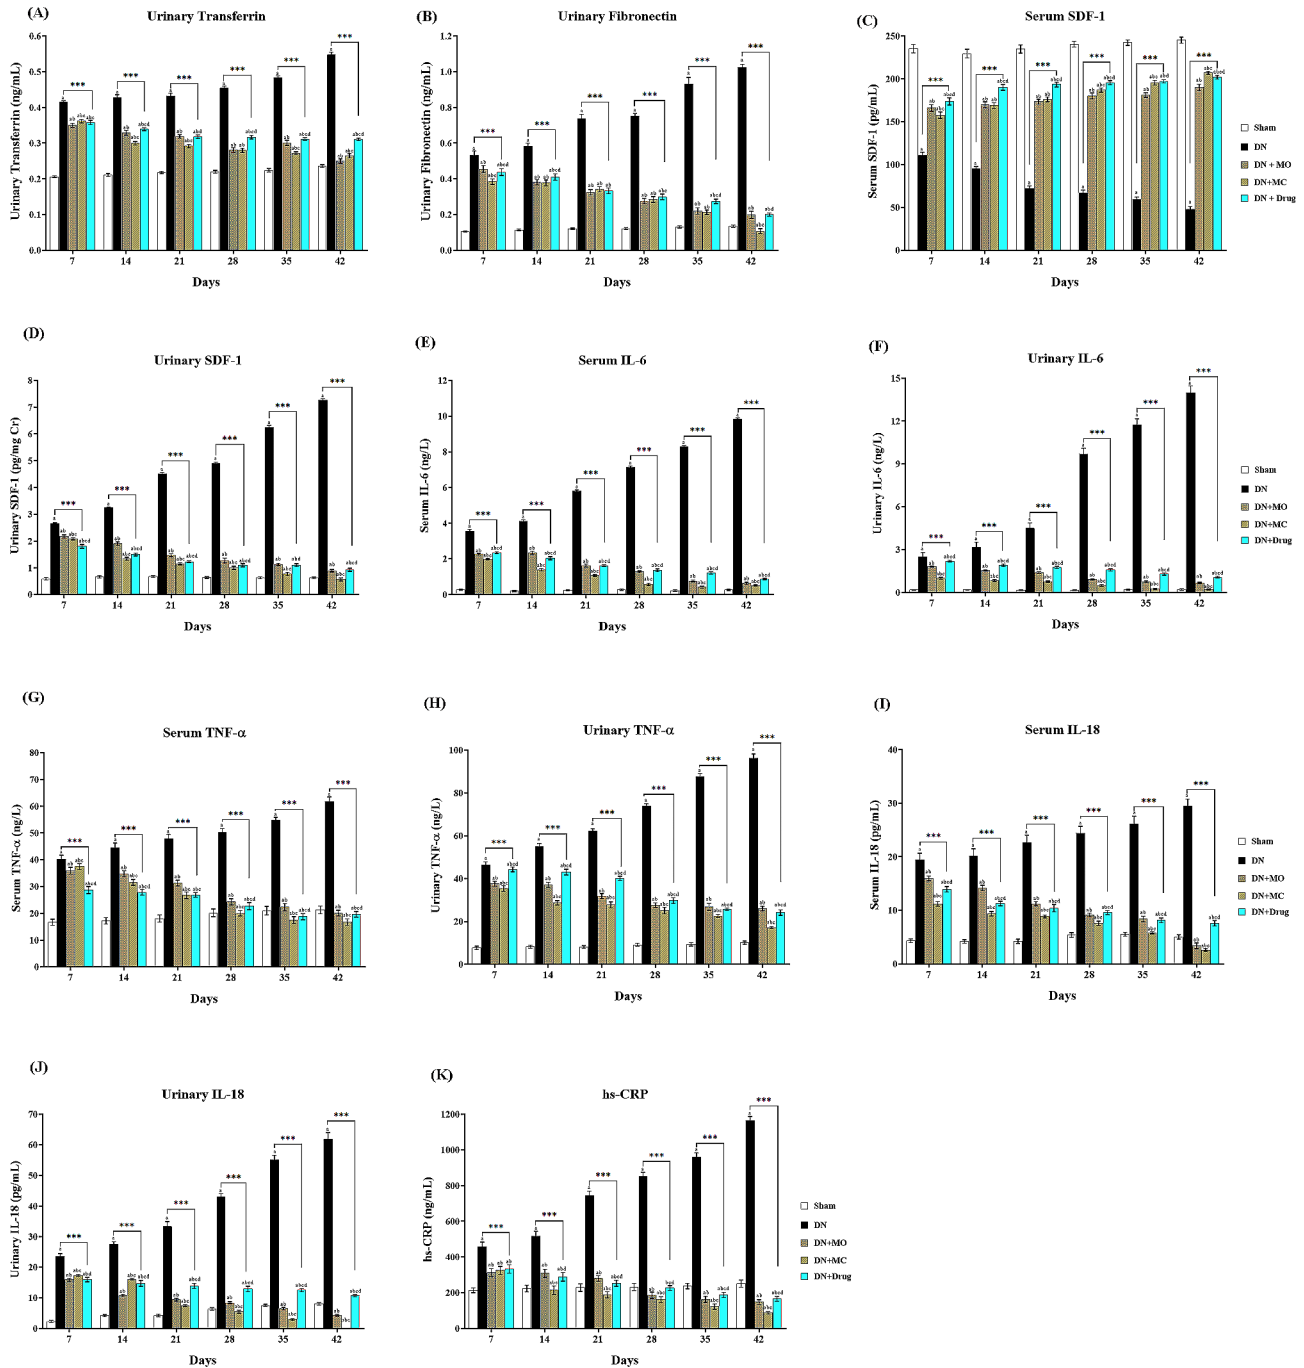 (A)
Urinary Transferrin
Urinary Transferrin (ng/mL)
0.6
0.5
0.4
0.3
0.2
0.0
7 14 21 28 35 42
Days
(B)
Urinary Fibronectin
Urinary Fibronectin (ng/mL)
1.2
1.0
0.8
0.6
0.4
0.2
0.0
7 14 21 28 35 42
Days
(C)
Serum SDF-1
Serum SDF-1 (pg/mL)
250
200
150
100
50
0
7 14 21 28 35 42
Days
Sham
DN
DN + MO
DN+MC
DN + Drug
(D)
Urinary SDF-1
Urinary SDF-1 (pg/mg Cr)
8
7
6
5
4
3
2
1
0
7 14 21 28 35 42
Days
(E)
Serum IL-6
Serum IL-6 (ng/L)
12
10
8
6
4
2
0
7 14 21 28 35 42
Days
(F)
Urinary IL-6
Urinary IL-6 (ng/L)
15
12
9
6
3
0
7 14 21 28 35 42
Days
Sham
DN
DN+MO
DN+MC
DN+Drug
(G)
Serum TNF-α
Serum TNF-α (ng/L)
80
70
60
50
40
30
20
10
0
7 14 21 28 35 42
Days
(H)
Urinary TNF-α
Urinary TNF-α (ng/L)
100
80
60
40
20
0
7 14 21 28 35 42
Days
(I)
Serum IL-18
Serum IL-18 (pg/mL)
40
30
20
10
0
7 14 21 28 35 42
Days
Sham
DN
DN+MO
DN+MC
DN+Drug
(J)
Urinary IL-18
Urinary IL-18 (pg/mL)
70
60
50
40
30
20
10
0
7 14 21 28 35 42
Days
(K)
hs-CRP
hs-CRP (ng/mL)
1200
1000
800
600
400
200
0
7 14 21 28 35 42
Days
Sham
DN
DN+MO
DN+MC
DN+Drug